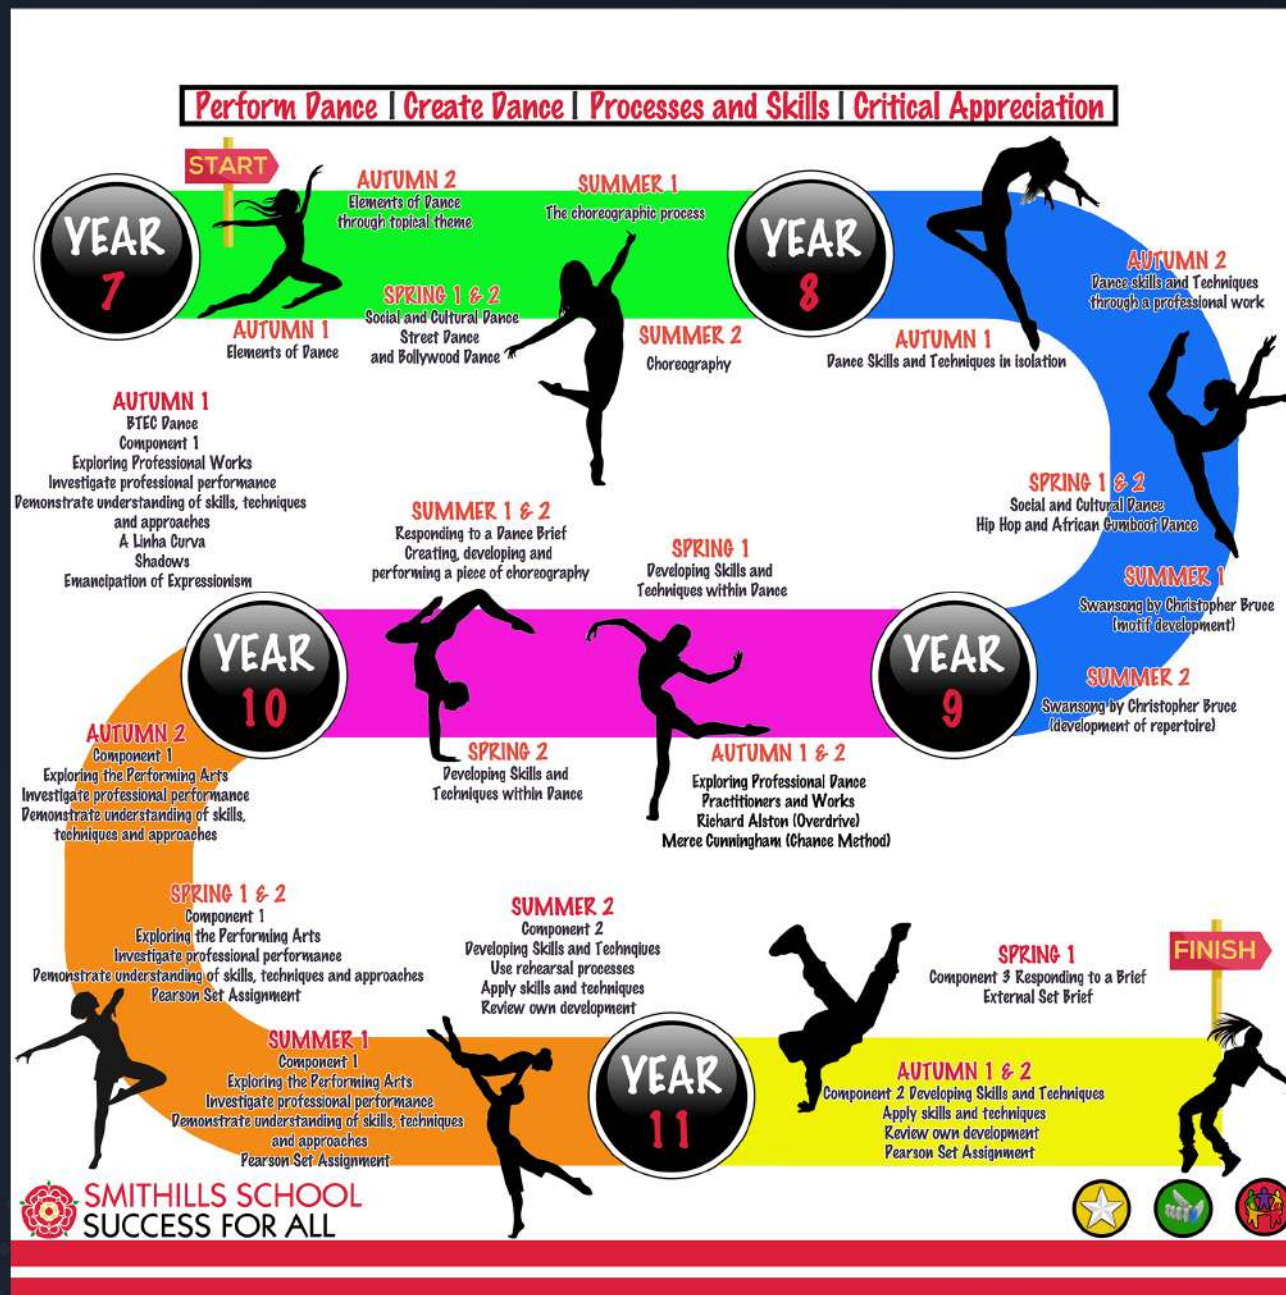 Perform Dance | Create Dance | Processes and Skills | Critical Appreciation
START
YEAR
7
AUTUMN 1
Elements of Dance
AUTUMN 2
Elements of Dance
through topical theme
SPRING 1 & 2
Social and Cultural Dance
Street Dance
and Bollywood Dance
SUMMER 1
The choreographic process
SUMMER 2
Choreography
YEAR
8
AUTUMN 1
Dance Skills and Techniques in isolation
AUTUMN 2
Dance skills and Techniques
through a professional work
SPRING 1 & 2
Social and Cultural Dance
Hip Hop and African Gumboot Dance
SUMMER 1
Swansong by Christopher Bruce
(motif development)
SUMMER 2
Swansong by Christopher Bruce
(development of repertoire)
YEAR
9
AUTUMN 1 & 2
Exploring Professional Dance
Practitioners and Works
Richard Alston (Overdrive)
Merce Cunningham (Chance Method)
SPRING 1
Developing Skills and
Techniques within Dance
SPRING 2
Developing Skills and
Techniques within Dance
SUMMER 1 & 2
Responding to a Dance Brief
Creating, developing and
performing a piece of choreography
YEAR
10
AUTUMN 1
BTEC Dance
Component 1
Exploring Professional Works
Investigate professional performance
Demonstrate understanding of skills, techniques
and approaches
A Linha Curva
Shadows
Emancipation of Expressionism
AUTUMN 2
Component 1
Exploring the Performing Arts
Investigate professional performance
Demonstrate understanding of skills,
techniques and approaches
SPRING 1 & 2
Component 1
Exploring the Performing Arts
Investigate professional performance
Demonstrate understanding of skills, techniques and approaches
Pearson Set Assignment
SUMMER 1
Component 1
Exploring the Performing Arts
Investigate professional performance
Demonstrate understanding of skills, techniques
and approaches
Pearson Set Assignment
SUMMER 2
Component 2
Developing Skills and Technqiues
Use rehearsal processes
Apply skills and techniques
Review own development
YEAR
11
AUTUMN 1 & 2
Component 2 Developing Skills and Techniques
Apply skills and techniques
Review own development
Pearson Set Assignment
SPRING 1
Component 3 Responding to a Brief
External Set Brief
FINISH
SMITHILLS SCHOOL
SUCCESS FOR ALL